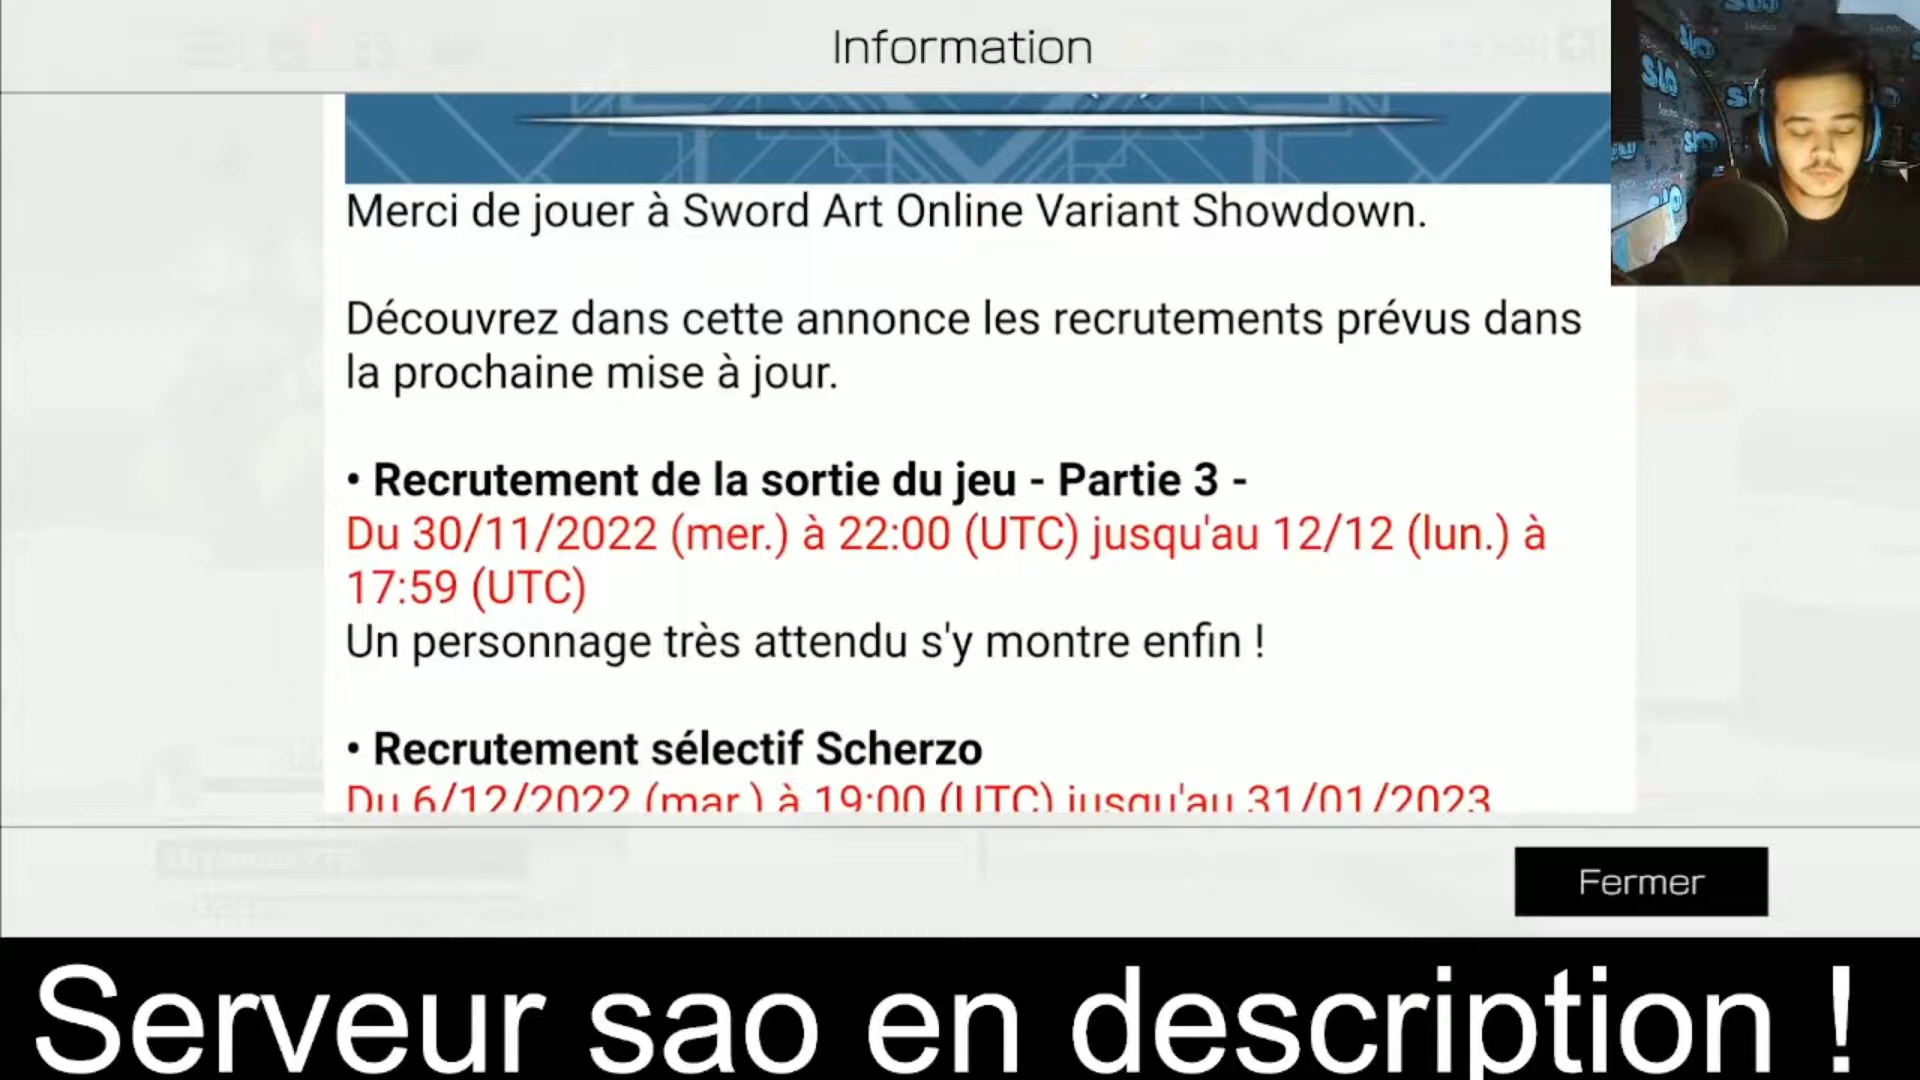 Information
Merci de jouer à Sword Art Online Variant Showdown.
Découvrez dans cette annonce les recrutements prévus dans
la prochaine mise à jour.
• Recrutement de la sortie du jeu - Partie 3 -
Du 30/11/2022 (mer.) à 22:00 (UTC) jusqu'au 12/12 (lun.) à
17:59 (UTC)
Un personnage très attendu s'y montre enfin !
• Recrutement sélectif Scherzo
Du 6/12/2022 (mar.) à 19:00 (UTC) jusqu'au 31/01/2023
Fermer
Serveur sao en description !